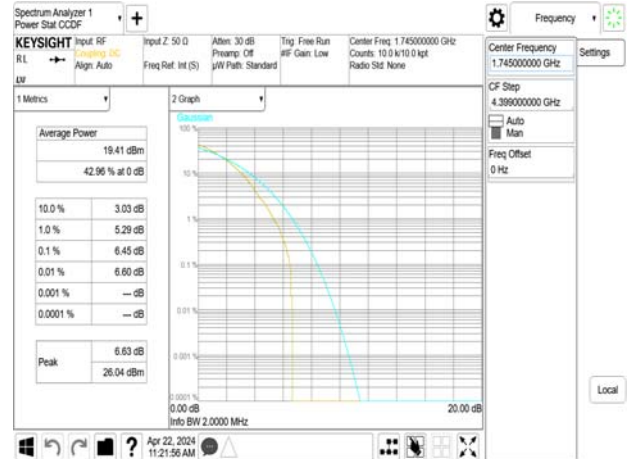 Spectrum Analyzer 1
Power Stat CCDF
Frequency
KEYSIGHT
Input: RF
Coupling: DC
Align: Auto
Input Z: 50 Ω
Freq Ref: Int (S)
Atten: 30 dB
Preamp: Off
µW Path: Standard
Trig: Free Run
#IF Gain: Low
Center Freq: 1.745000000 GHz
Counts: 10.0 k/10.0 kpt
Radio Std: None
RL
LXI
Center Frequency
1.745000000 GHz
Settings
CF Step
4.399000000 GHz
Auto
Man
Freq Offset
0 Hz
1 Metrics
2 Graph
Gaussian
Average Power
19.41 dBm
42.96 % at 0 dB
10.0 % 3.03 dB
1.0 % 5.29 dB
0.1 % 6.45 dB
0.01 % 6.60 dB
0.001 % --- dB
0.0001 % --- dB
Peak
6.63 dB
26.04 dBm
100 %
10 %
1 %
0.1 %
0.01 %
0.001 %
0.0001 %
0.00 dB
20.00 dB
Info BW 2.0000 MHz
Local
Apr 22, 2024
11:21:56 AM